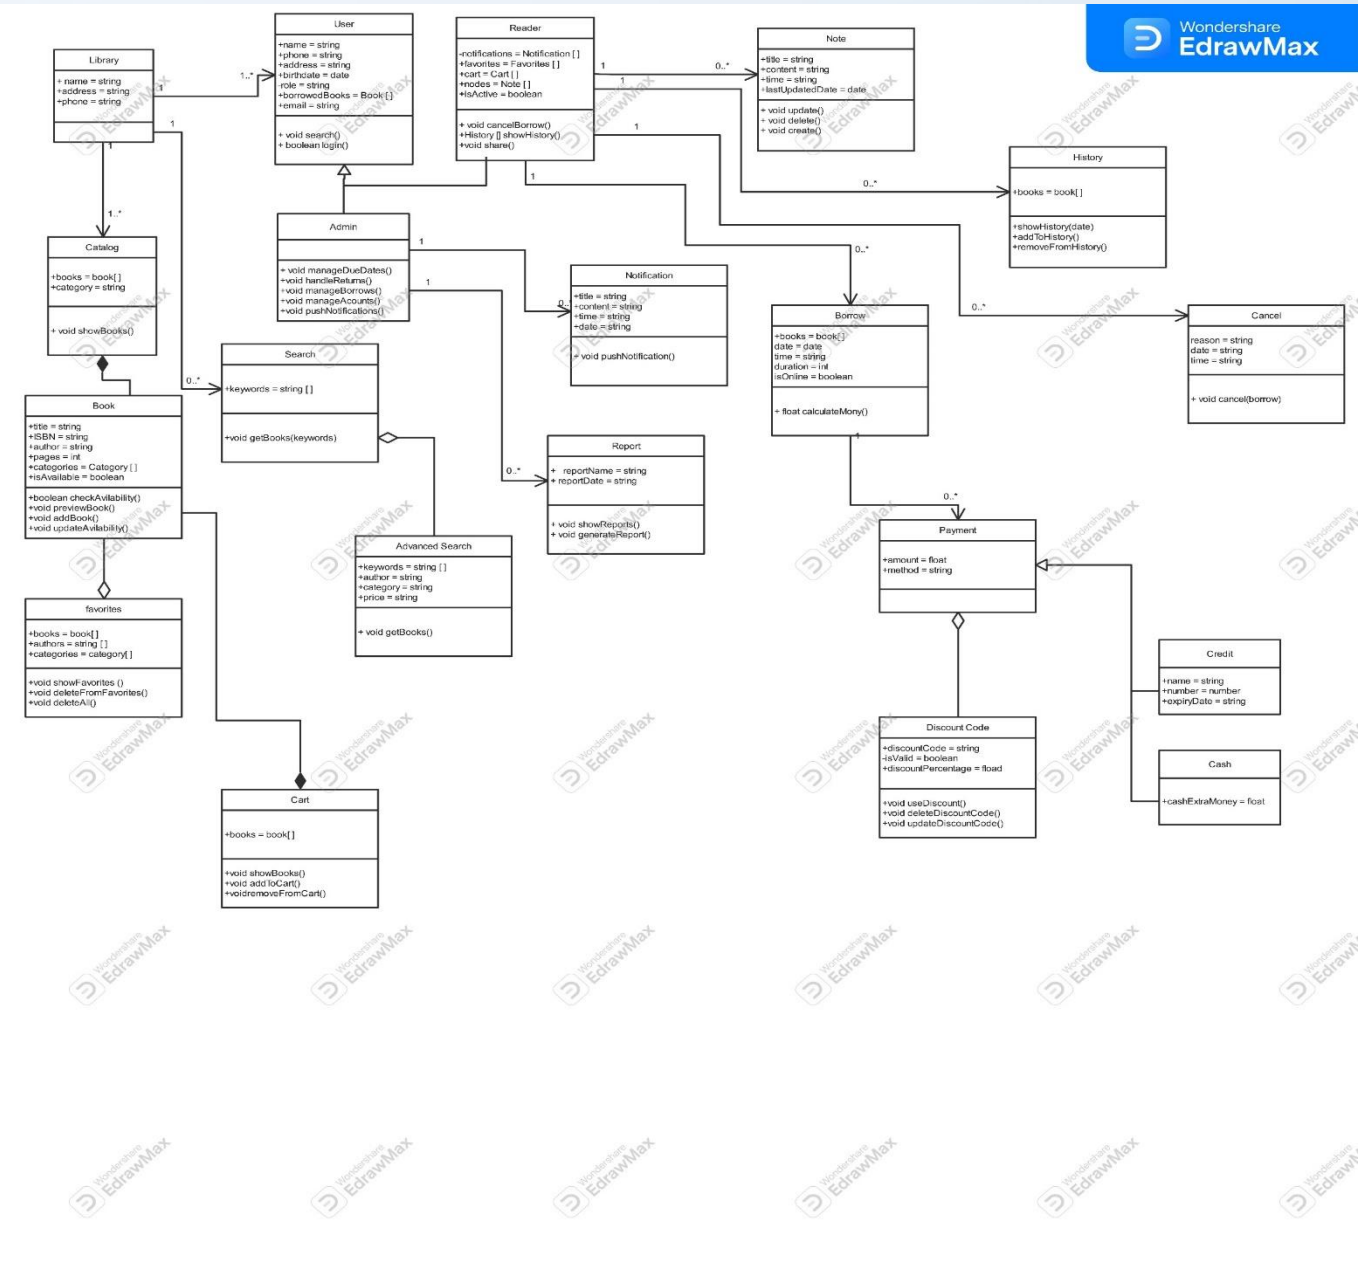 Wondershare
EdrawMax
Library
+ name = string
+address = string
+phone = string
User
+name = string
+phone = string
+address = string
+birthdate = date
-role = string
+borrowedBooks = Book [ ]
+email = string
+ void search()
+ boolean login()
Reader
-notifications = Notification [ ]
+favorites = Favorites [ ]
+cart = Cart [ ]
+nodes = Note [ ]
+isActive = boolean
+ void cancelBorrow()
+History [] showHistory()
+void share()
Note
+title = string
+content = string
+time = string
+lastUpdatedDate = date
+ void update()
+ void delete()
+ void create()
History
+books = book[ ]
+showHistory(date)
+addToHistory()
+removeFromHistory()
Catalog
+books = book[ ]
+category = string
+ void showBooks()
Admin
+ void manageDueDates()
+void handleReturns()
+void manageBorrows()
+void manageAcounts()
+void pushNotifications()
Notification
+title = string
+content = string
+time = string
+date = string
+ void pushNotification()
Borrow
+books = book[ ]
date = date
time = string
duration = int
isOnline = boolean
+ float calculateMony()
Cancel
reason = string
date = string
time = string
+ void cancel(borrow)
Search
+keywords = string [ ]
+void getBooks(keywords)
Book
+title = string
+ISBN = string
+author = string
+pages = int
+categories = Category [ ]
+isAvailable = boolean
+boolean checkAvilability()
+void previewBook()
+void addBook()
+void updateAvilability()
Report
+ reportName = string
+ reportDate = string
+ void showReports()
+ void generateReport()
Advanced Search
+keywords = string [ ]
+author = string
+category = string
+price = string
+ void getBooks()
Payment
+amount = float
+method = string
favorites
+books = book[ ]
+authors = string [ ]
+categories = category[ ]
+void showFavorites ()
+void deleteFromFavorites()
+void deleteAll()
Credit
+name = string
+number = number
+expiryDate = string
Discount Code
+discountCode = string
-isValid = boolean
+discountPercentage = fload
+void useDiscount()
+void deleteDiscountCode()
+void updateDiscountCode()
Cash
+cashExtraMoney = float
Cart
+books = book[ ]
+void showBooks()
+void addToCart()
+voidremoveFromCart()
1
1..*
1
0..*
1
1..*
1
0..*
1
0..*
1
0..*
1
0..*
1
0..
1
0..*
1
0..*